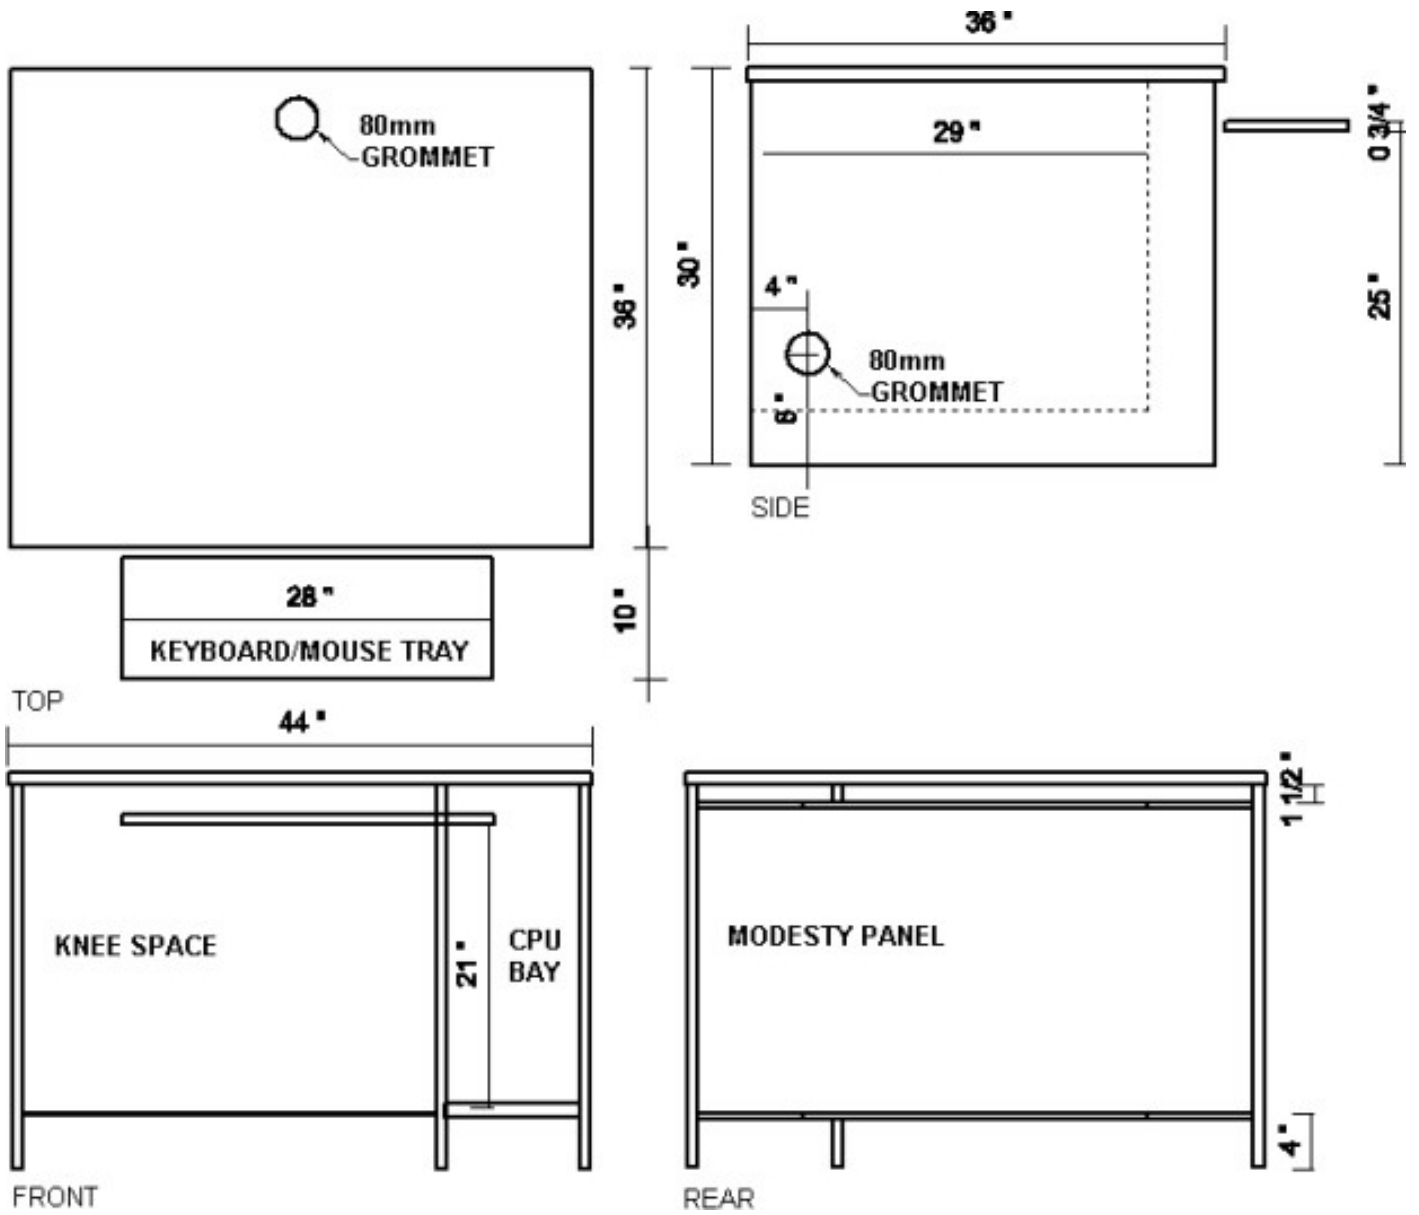 80mm
GROMMET
36 "
10 "
28 "
KEYBOARD/MOUSE TRAY
TOP
36 "
29 "
30 "
4 "
80mm
GROMMET
0 3/4 "
25 "
SIDE
44 "
KNEE SPACE
21 "
CPU
BAY
FRONT
1 1/2 "
MODESTY PANEL
4 "
REAR